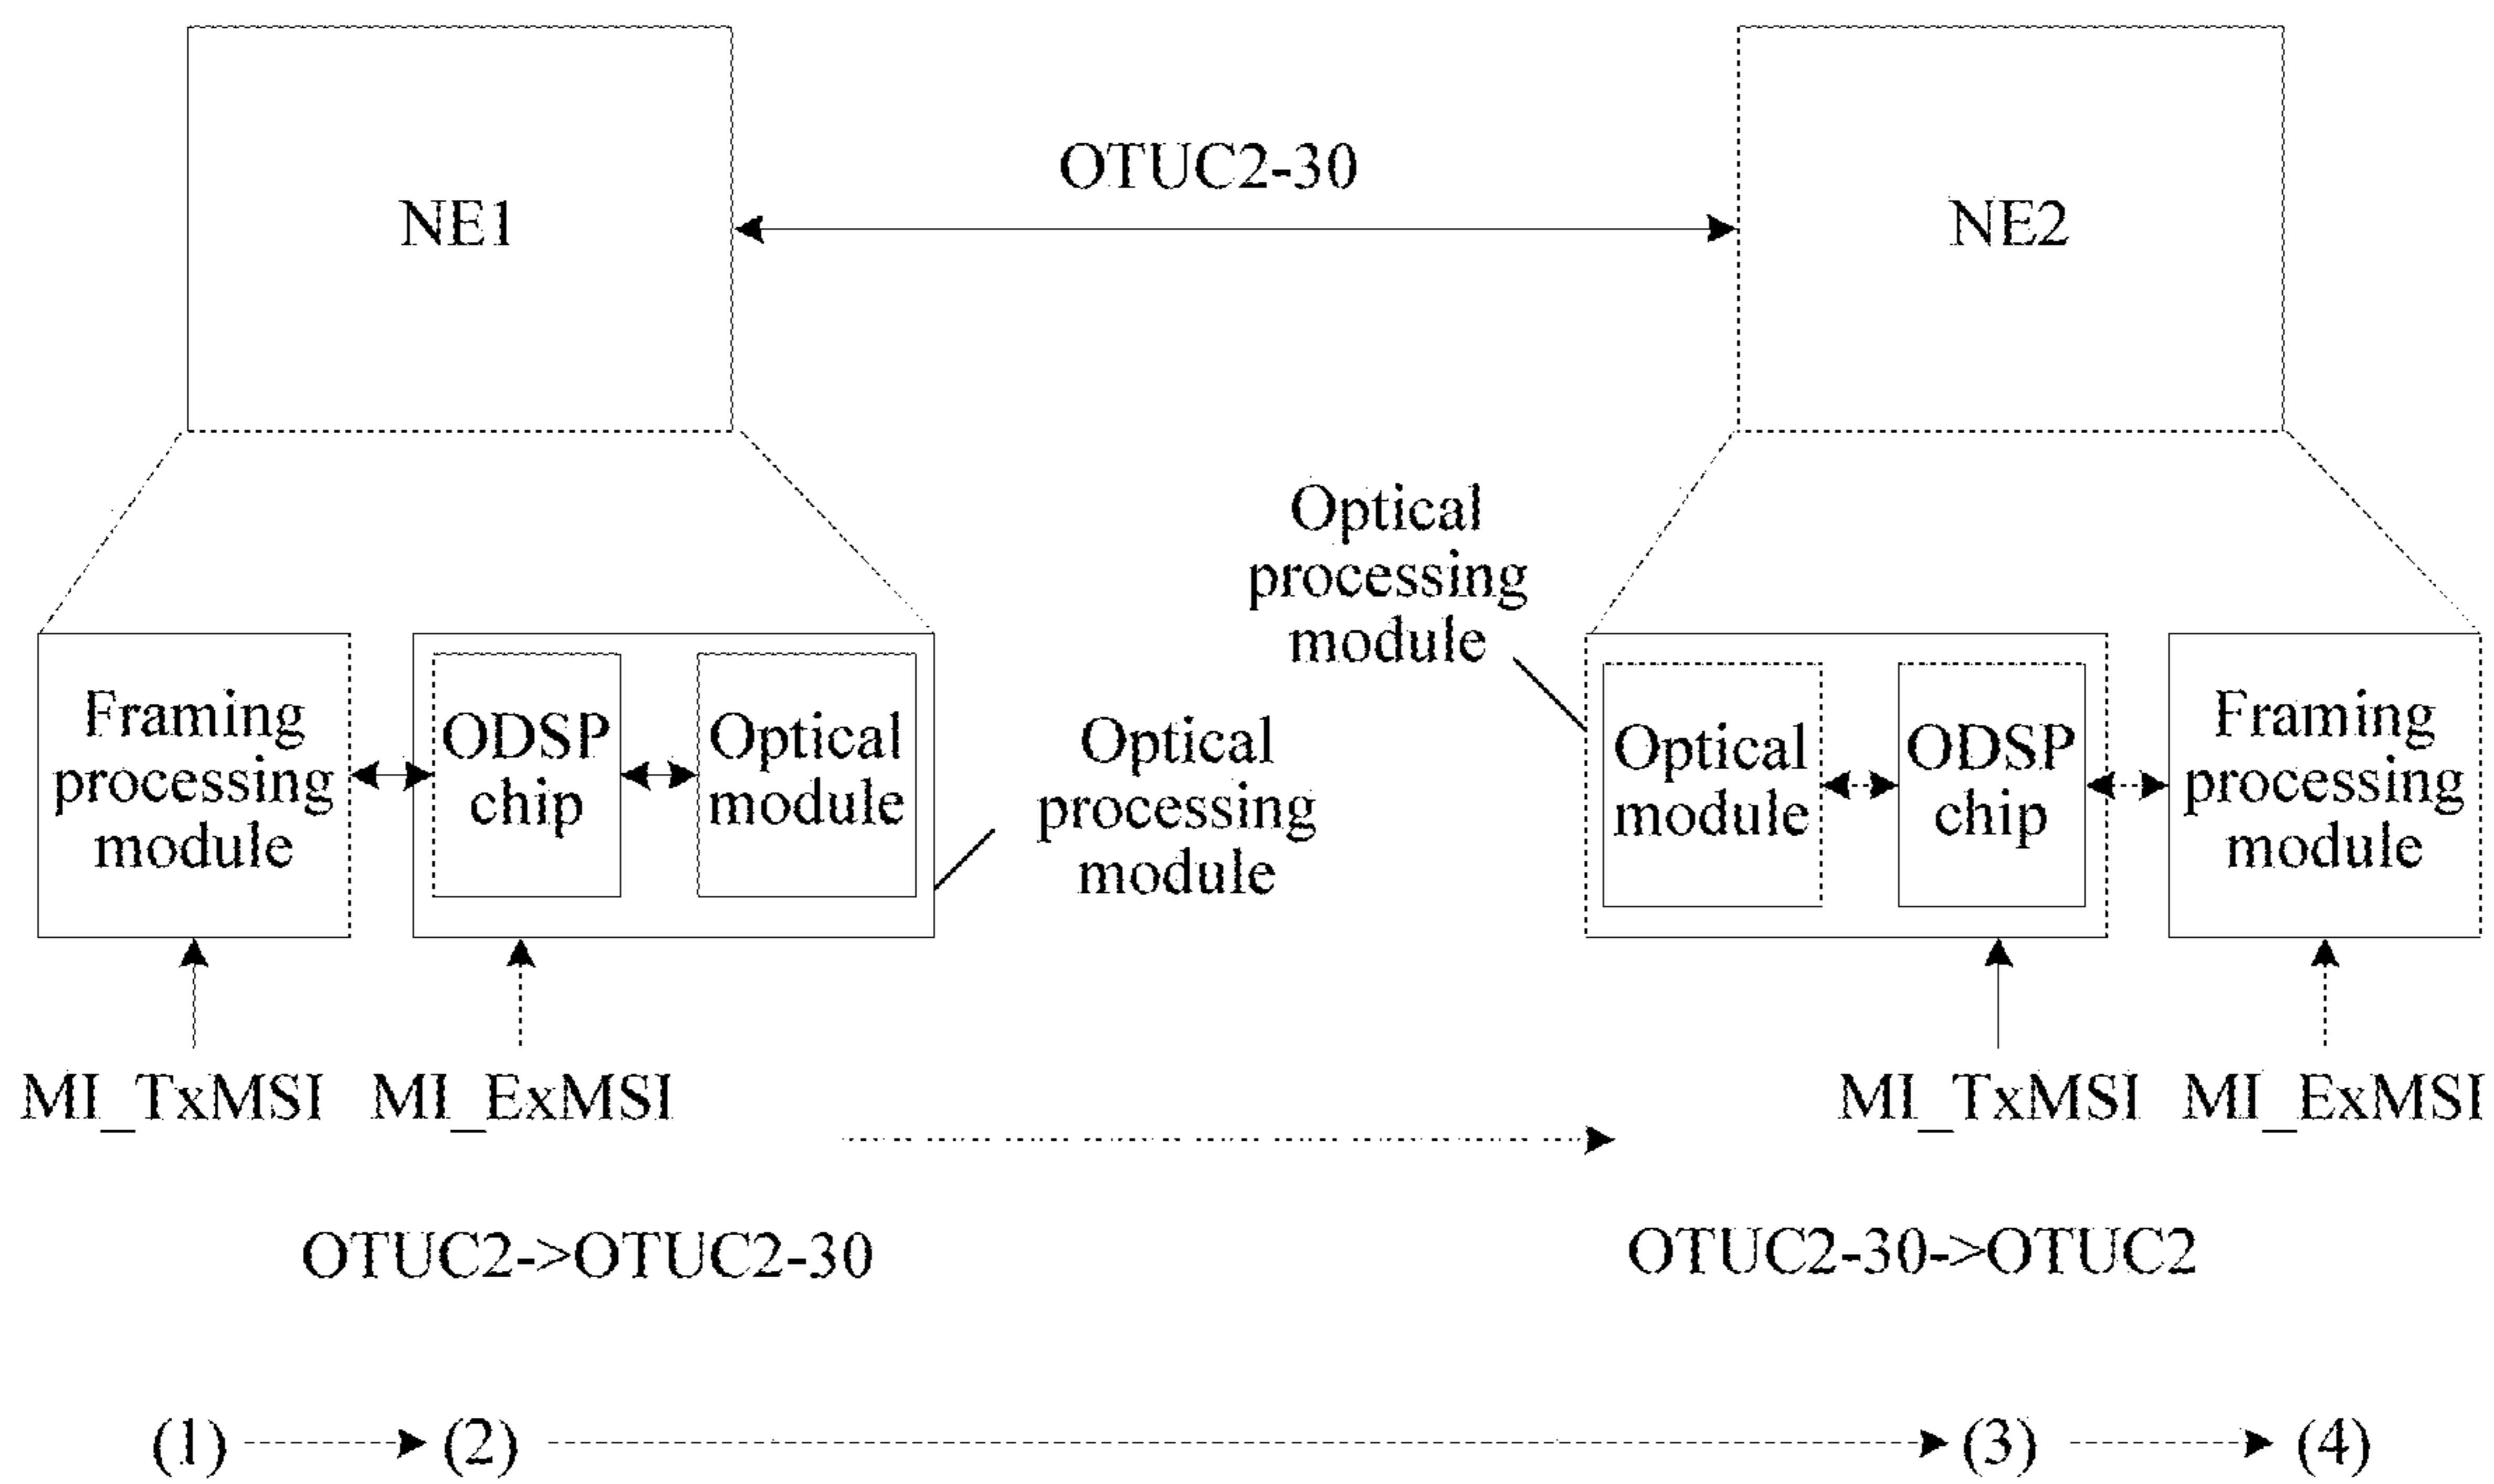 OTUC2-30
NE1
NE2
Optical
processing
module
Framing
processing
module
ODSP
chip
Optical
module
Optical
processing
module
Optical
module
ODSP
chip
Framing
processing
module
MI_TxMSI
MI_ExMSI
MI_TxMSI
MI_ExMSI
OTUC2->OTUC2-30
OTUC2-30->OTUC2
(1)
(2)
(3)
(4)